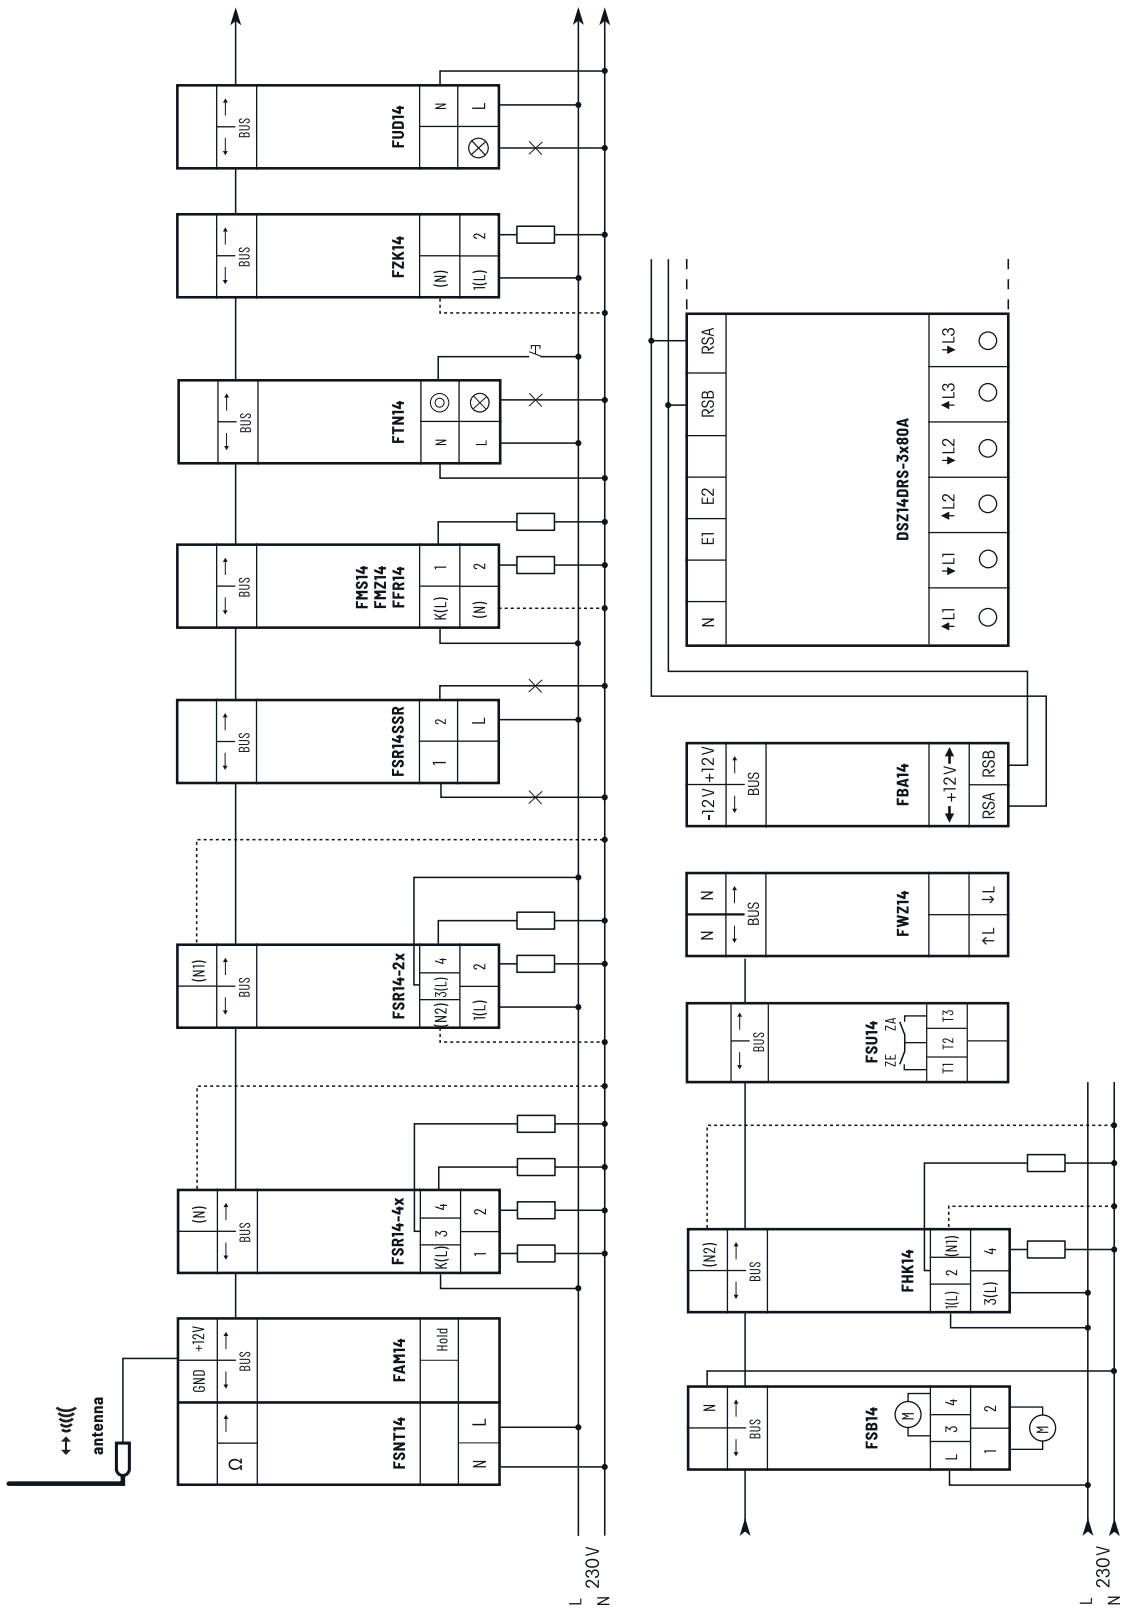 antenna
FSNT14
Ω
N
L
FAM14
GND
+12V
BUS
Hold
FSR14-4x
(N)
BUS
K(L)
3
4
1
2
FSR14-2x
(N1)
BUS
(N2)
3(L)
4
1(L)
2
FSR14SSR
BUS
1
2
L
FMS14
FMZ14
FFR14
BUS
K(L)
1
(N)
2
FTN14
BUS
N
L
FZK14
BUS
(N)
1(L)
2
FUD14
BUS
N
L
L
230V
N
FSB14
N
BUS
M
L
3
4
1
2
M
FHK14
(N2)
BUS
1(L)
2
(N1)
3(L)
4
FSU14
BUS
ZE
ZA
T1
T2
T3
FWZ14
N
N
BUS
↑L
↓L
FBA14
-12V
+12V
BUS
+12V
RSA
RSB
DSZ14DRS-3x80A
N
E1
E2
RSB
RSA
L1
L1
L2
L2
L3
L3
L
230V
N